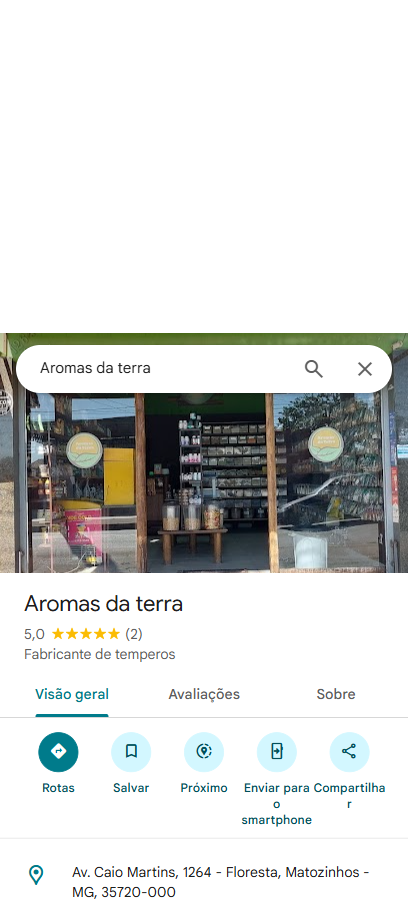 Aromas da terra
Aromas da terra
5,0 (2)
Fabricante de temperos
Visão geral
Avaliações
Sobre
Rotas
Salvar
Próximo
Enviar para
o
smartphone
Compartilha
r
Av. Caio Martins, 1264 - Floresta, Matozinhos -
MG, 35720-000